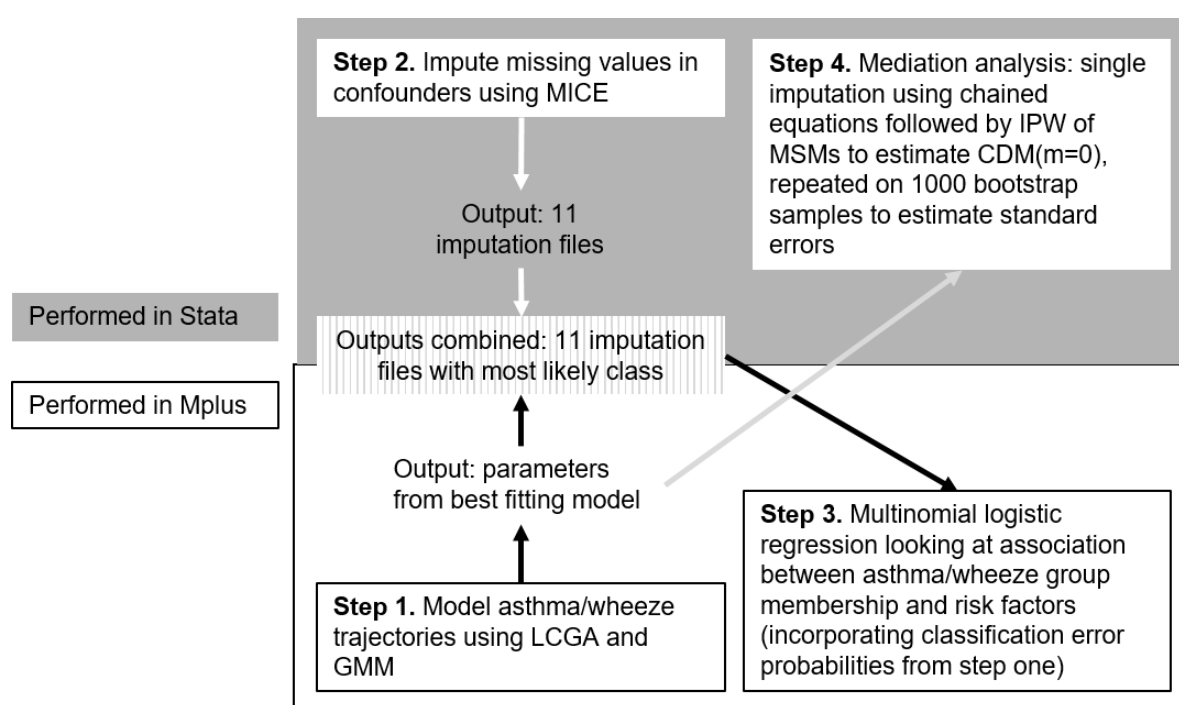 Step 2. Impute missing values in
confounders using MICE
Step 4. Mediation analysis: single
imputation using chained
equations followed by IPW of
MSMs to estimate CDM(m=0),
repeated on 1000 bootstrap
samples to estimate standard
errors
Output: 11
imputation files
Performed in Stata
Outputs combined: 11 imputation
files with most likely class
Performed in Mplus
Output: parameters
from best fitting model
Step 3. Multinomial logistic
regression looking at association
between asthma/wheeze group
membership and risk factors
(incorporating classification error
probabilities from step one)
Step 1. Model asthma/wheeze
trajectories using LCGA and
GMM